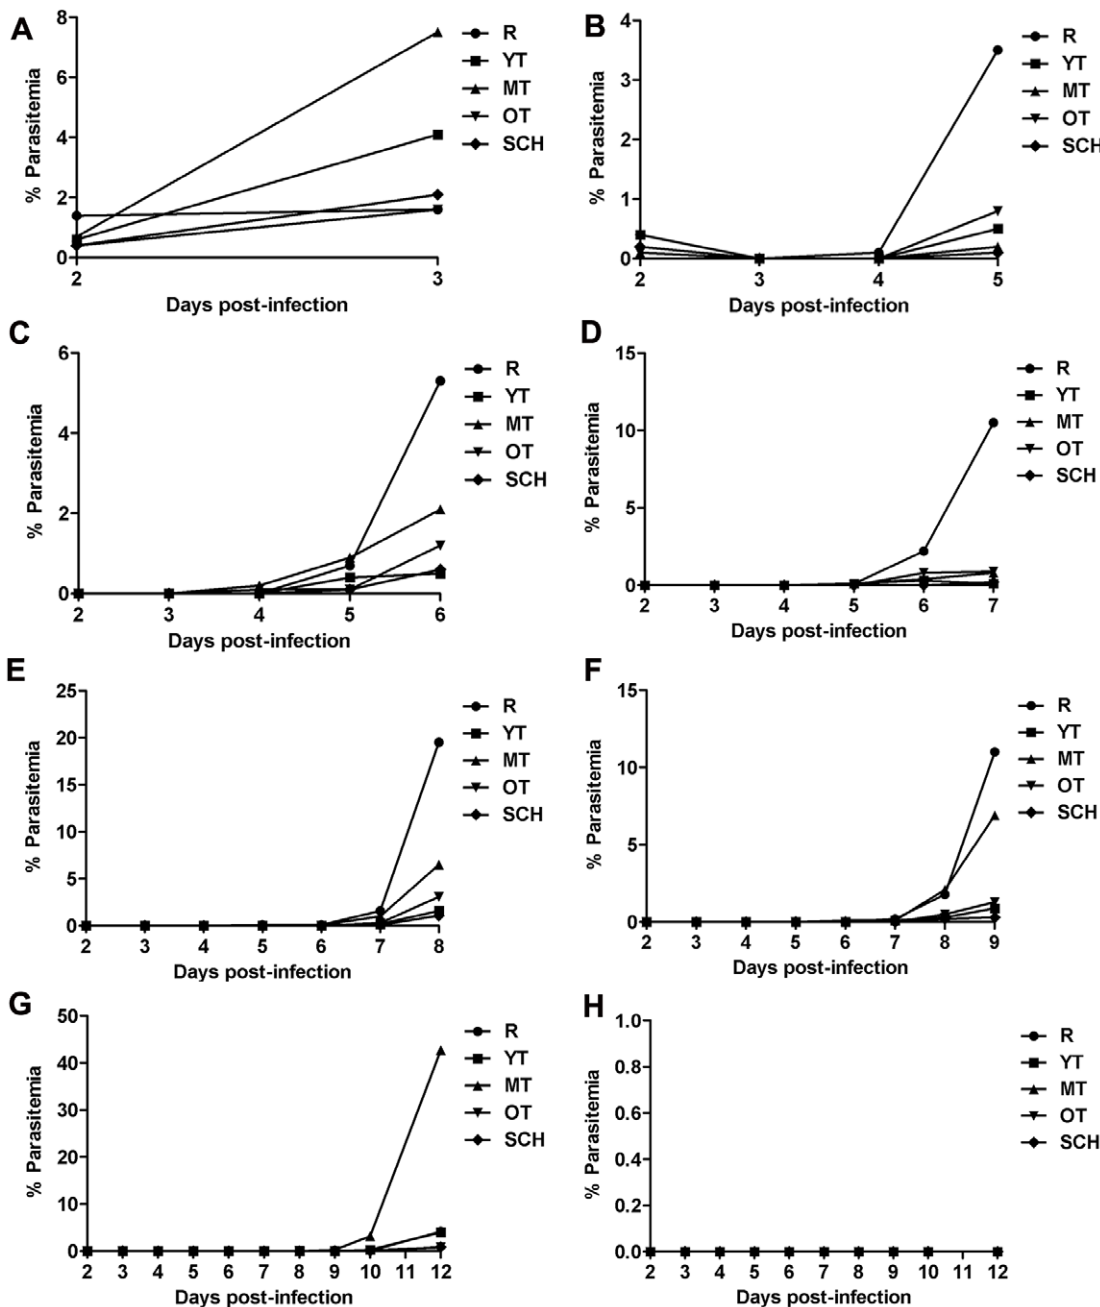 A
% Parasitemia
8
6
4
2
0
2 3
Days post-infection
R
YT
MT
OT
SCH
B
% Parasitemia
4
3
2
1
0
2 3 4 5
Days post-infection
R
YT
MT
OT
SCH
C
% Parasitemia
6
4
2
0
2 3 4 5 6
Days post-infection
R
YT
MT
OT
SCH
D
% Parasitemia
15
10
5
0
2 3 4 5 6 7
Days post-infection
R
YT
MT
OT
SCH
E
% Parasitemia
25
20
15
10
5
0
2 3 4 5 6 7 8
Days post-infection
R
YT
MT
OT
SCH
F
% Parasitemia
15
10
5
0
2 3 4 5 6 7 8 9
Days post-infection
R
YT
MT
OT
SCH
G
% Parasitemia
50
40
30
20
10
0
2 3 4 5 6 7 8 9 10 11 12
Days post-infection
R
YT
MT
OT
SCH
H
% Parasitemia
1.0
0.8
0.6
0.4
0.2
0.0
2 3 4 5 6 7 8 9 10 11 12
Days post-infection
R
YT
MT
OT
SCH